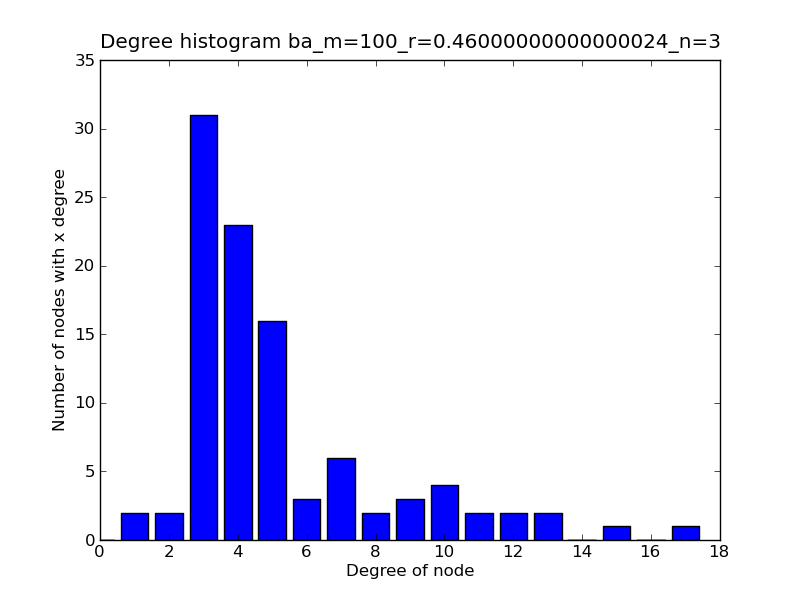 Degree histogram ba_m=100_r=0.46000000000000024_n=3
35
30
25
20
15
10
5
0
Number of nodes with x degree
0 2 4 6 8 10 12 14 16 18
Degree of node